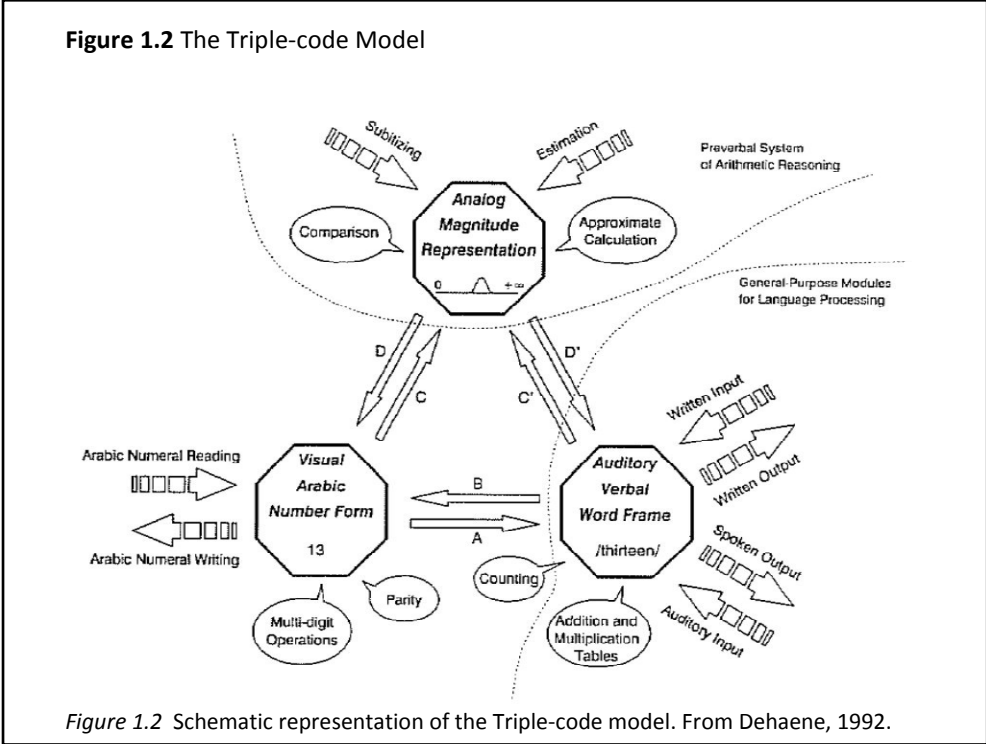 Figure 1.2 The Triple-code Model
Subitizing
Estimation
Preverbal System
of Arithmetic Reasoning
Analog
Magnitude
Representation
0 +∞
Comparison
Approximate
Calculation
General-Purpose Modules
for Language Processing
D
C
D'
C'
Written Input
Written Output
Arabic Numeral Reading
Arabic Numeral Writing
Visual
Arabic
Number Form
13
B
A
Auditory
Verbal
Word Frame
/thirteen/
Spoken Output
Auditory Input
Counting
Parity
Multi-digit
Operations
Addition and
Multiplication
Tables
Figure 1.2 Schematic representation of the Triple-code model. From Dehaene, 1992.